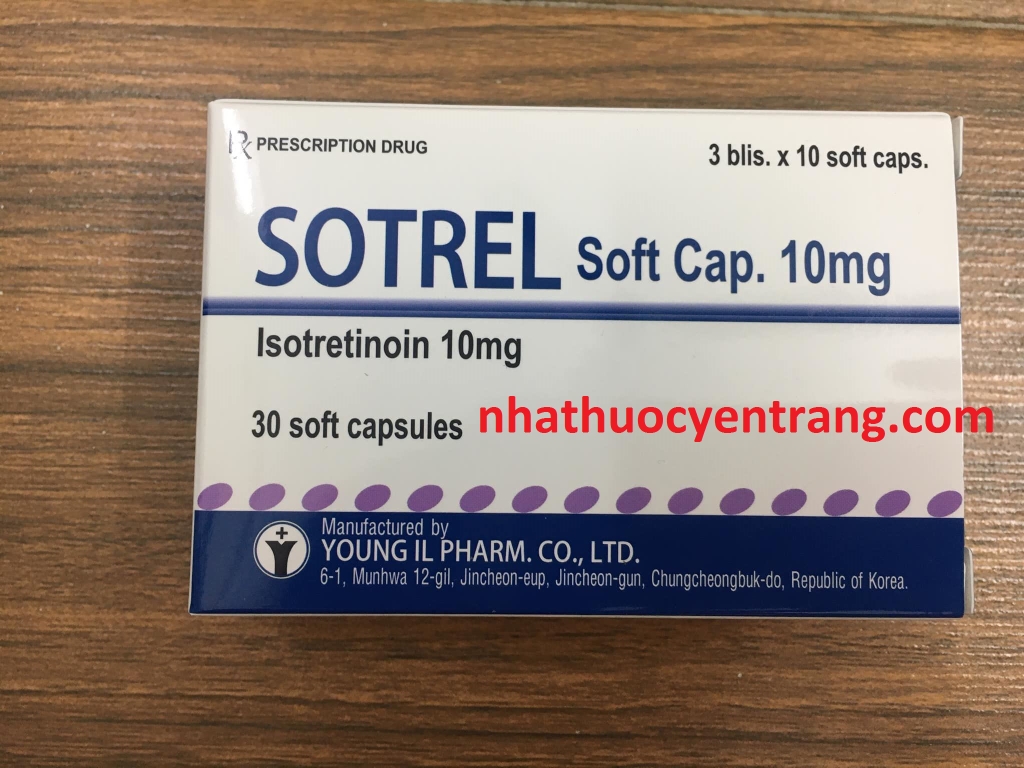 Rx PRESCRIPTION DRUG
3 blis. x 10 soft caps.
SOTREL Soft Cap. 10mg
Isotretinoin 10mg
30 soft capsules
nhathuocyentrang.com
Manufactured by
YOUNG IL PHARM. CO., LTD.
6-1, Munhwa 12-gil, Jincheon-eup, Jincheon-gun, Chungcheongbuk-do, Republic of Korea.